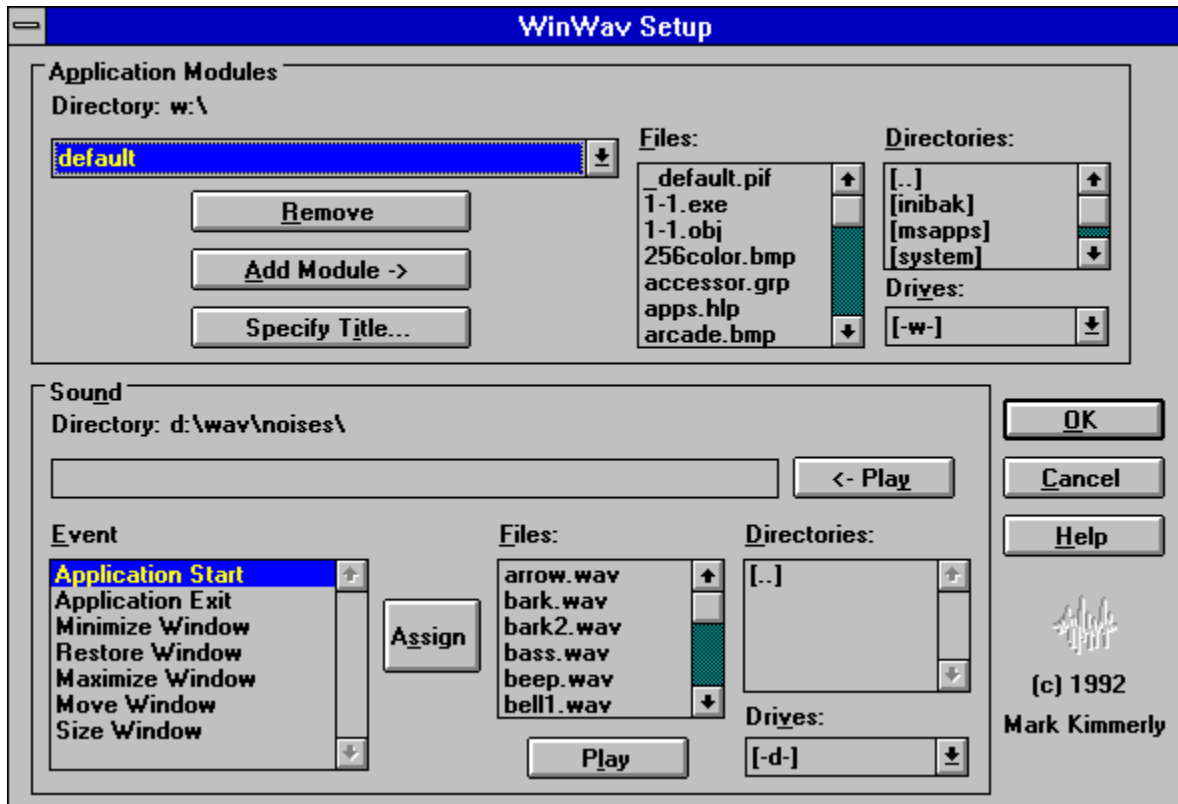 WinWav Setup
Application Modules
Directory: w:\
default
Remove
Add Module ->
Specify Title...
Files:
_default.pif
1-1.exe
1-1.obj
256color.bmp
accessor.grp
apps.hlp
arcade.bmp
Directories:
[..]
[inibak]
[msapps]
[system]
Drives:
[-w-]
Sound
Directory: d:\wav\noises\
<- Play
Event
Application Start
Application Exit
Minimize Window
Restore Window
Maximize Window
Move Window
Size Window
Assign
Files:
arrow.wav
bark.wav
bark2.wav
bass.wav
beep.wav
bell1.wav
Play
Directories:
[..]
Drives:
[-d-]
OK
Cancel
Help
(c) 1992
Mark Kimmerly